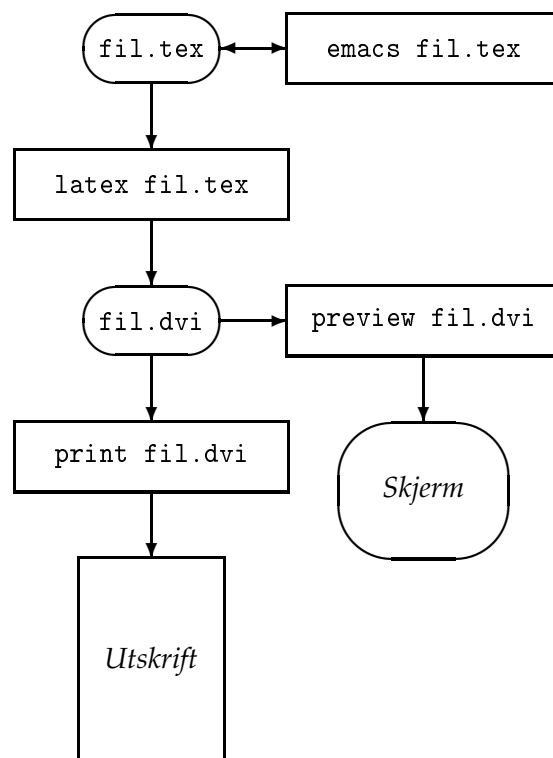 fil.tex
emacs fil.tex
latex fil.tex
fil.dvi
preview fil.dvi
print fil.dvi
Skjerm
Utskrift